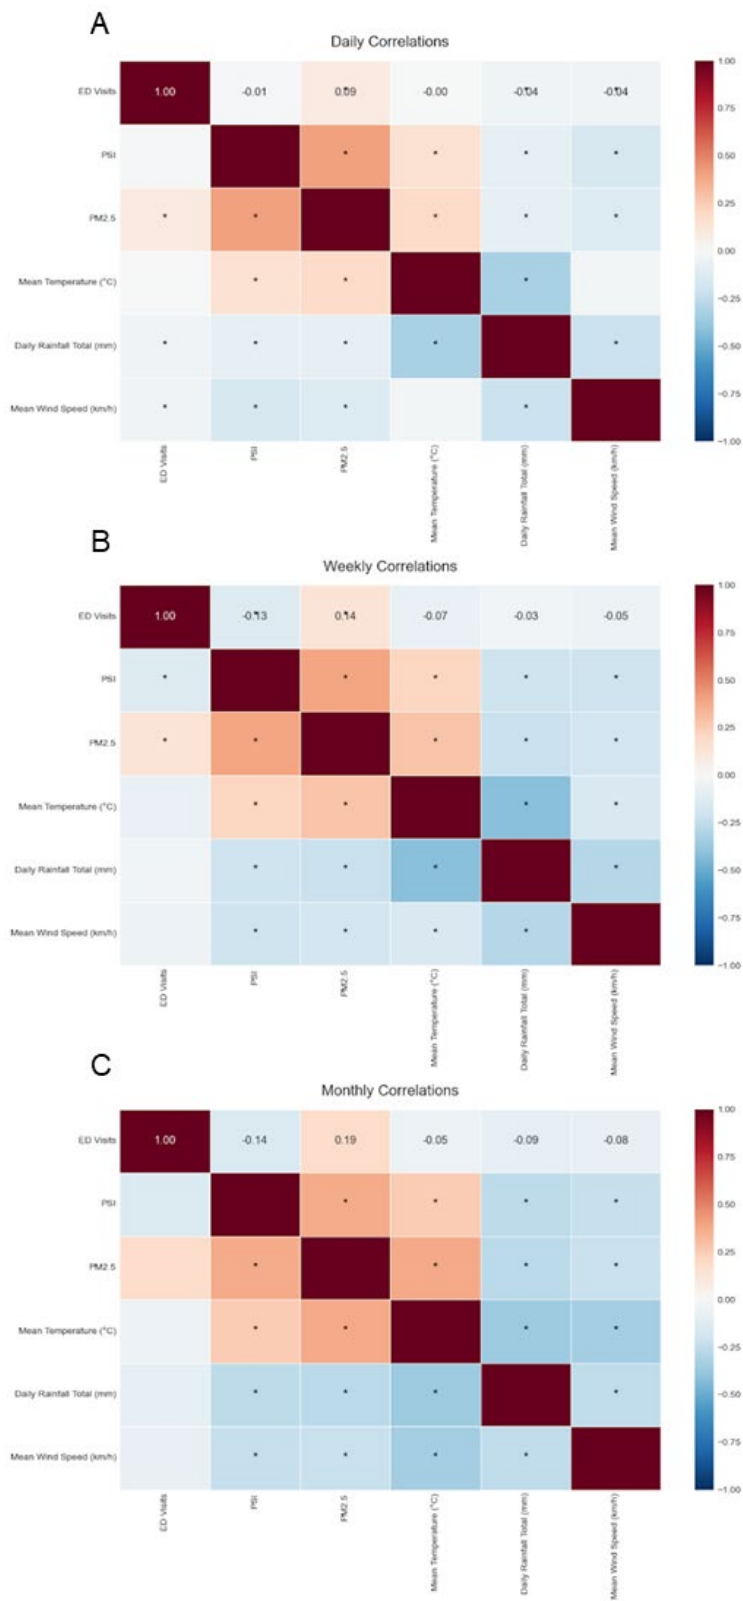 A
Daily Correlations
ED Visits 1.00 -0.01 0.09 -0.00 -0.04 -0.04
PSI * * * *
PM2.5 * * * * *
Mean Temperature (°C) * * *
Daily Rainfall Total (mm) * * * * *
Mean Wind Speed (km/h) * * * *
1.00
0.75
0.50
0.25
0.00
−0.25
−0.50
−0.75
−1.00
ED Visits
PSI
PM2.5
Mean Temperature (°C)
Daily Rainfall Total (mm)
Mean Wind Speed (km/h)
B
Weekly Correlations
ED Visits 1.00 -0.13 0.14 -0.07 -0.03 -0.05
PSI * * * * *
PM2.5 * * * * *
Mean Temperature (°C) * * * *
Daily Rainfall Total (mm) * * * *
Mean Wind Speed (km/h) * * * *
1.00
0.75
0.50
0.25
0.00
−0.25
−0.50
−0.75
−1.00
ED Visits
PSI
PM2.5
Mean Temperature (°C)
Daily Rainfall Total (mm)
Mean Wind Speed (km/h)
C
Monthly Correlations
ED Visits 1.00 -0.14 0.19 -0.05 -0.09 -0.08
PSI * * * *
PM2.5 * * * *
Mean Temperature (°C) * * * *
Daily Rainfall Total (mm) * * * *
Mean Wind Speed (km/h) * * * *
1.00
0.75
0.50
0.25
0.00
−0.25
−0.50
−0.75
−1.00
ED Visits
PSI
PM2.5
Mean Temperature (°C)
Daily Rainfall Total (mm)
Mean Wind Speed (km/h)